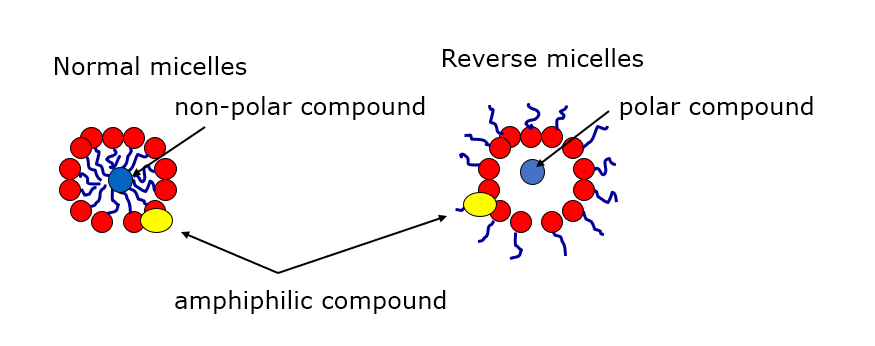 Normal micelles
Reverse micelles
non-polar compound
polar compound
amphiphilic compound